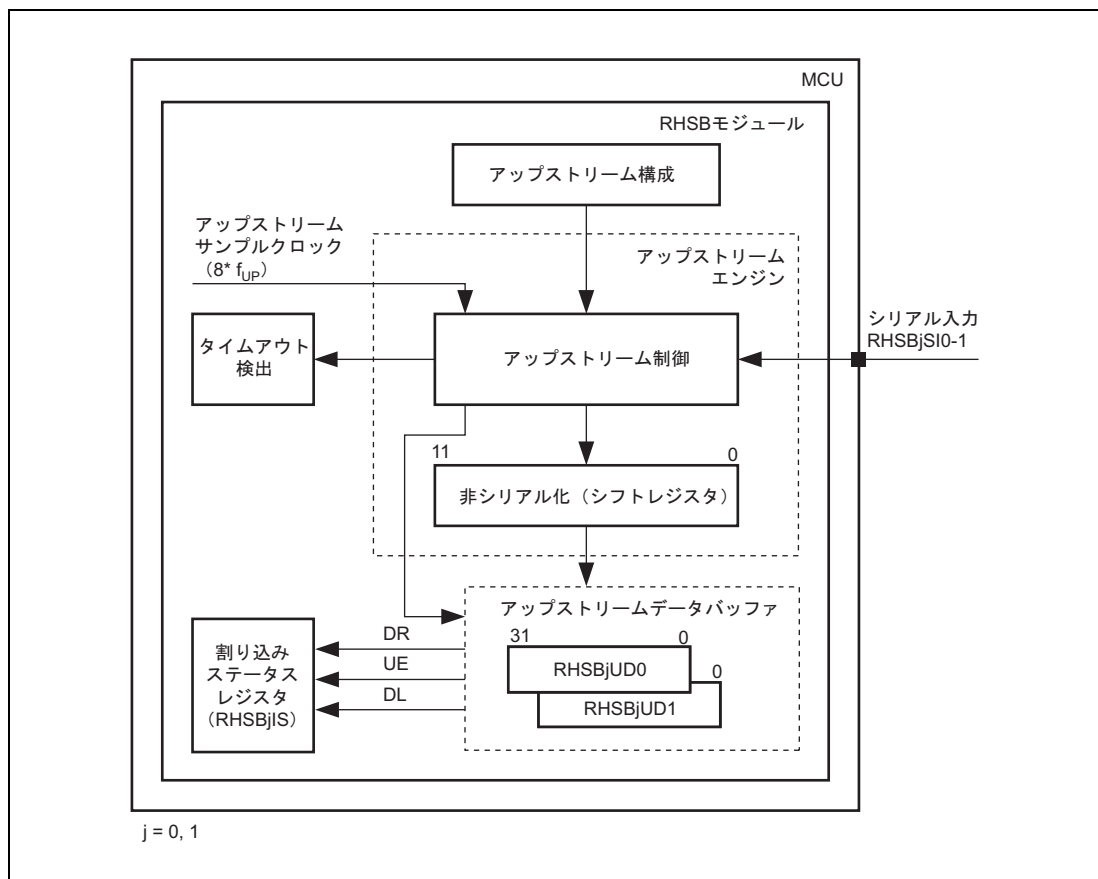 MCU
RHSBモジュール
アップストリーム構成
アップストリーム
サンプルクロック
（8* fUP）
アップストリーム
エンジン
シリアル入力
RHSBjSI0-1
タイムアウト
検出
アップストリーム制御
11
0
非シリアル化（シフトレジスタ）
アップストリームデータバッファ
割り込み
ステータス
レジスタ
（RHSBjIS）
DR
UE
DL
31
0
RHSBjUD0
0
RHSBjUD1
j = 0, 1